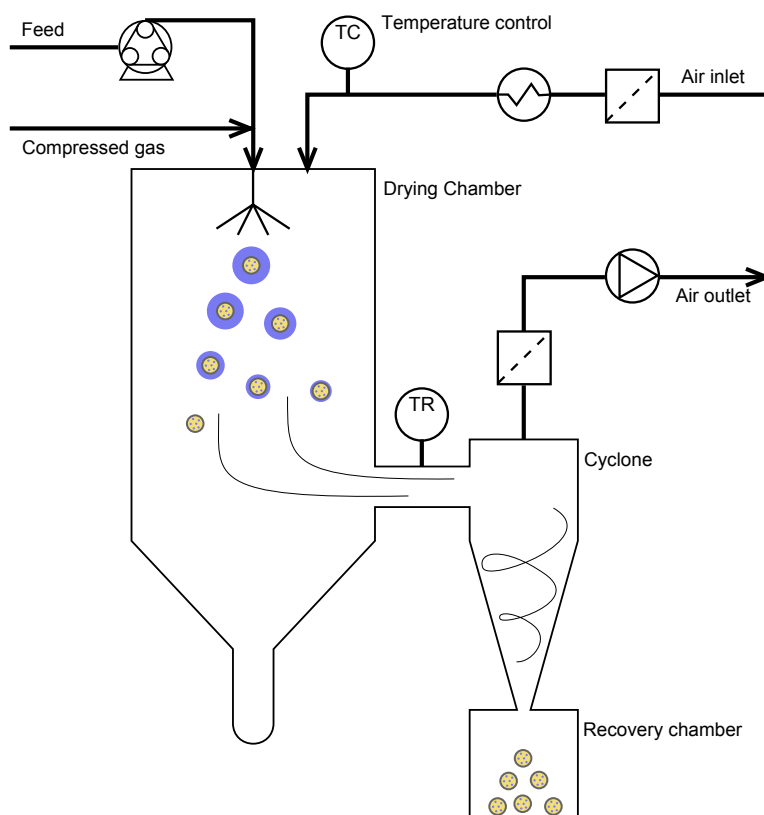 Feed
TC
Temperature control
Air inlet
Compressed gas
Drying Chamber
Air outlet
TR
Cyclone
Recovery chamber